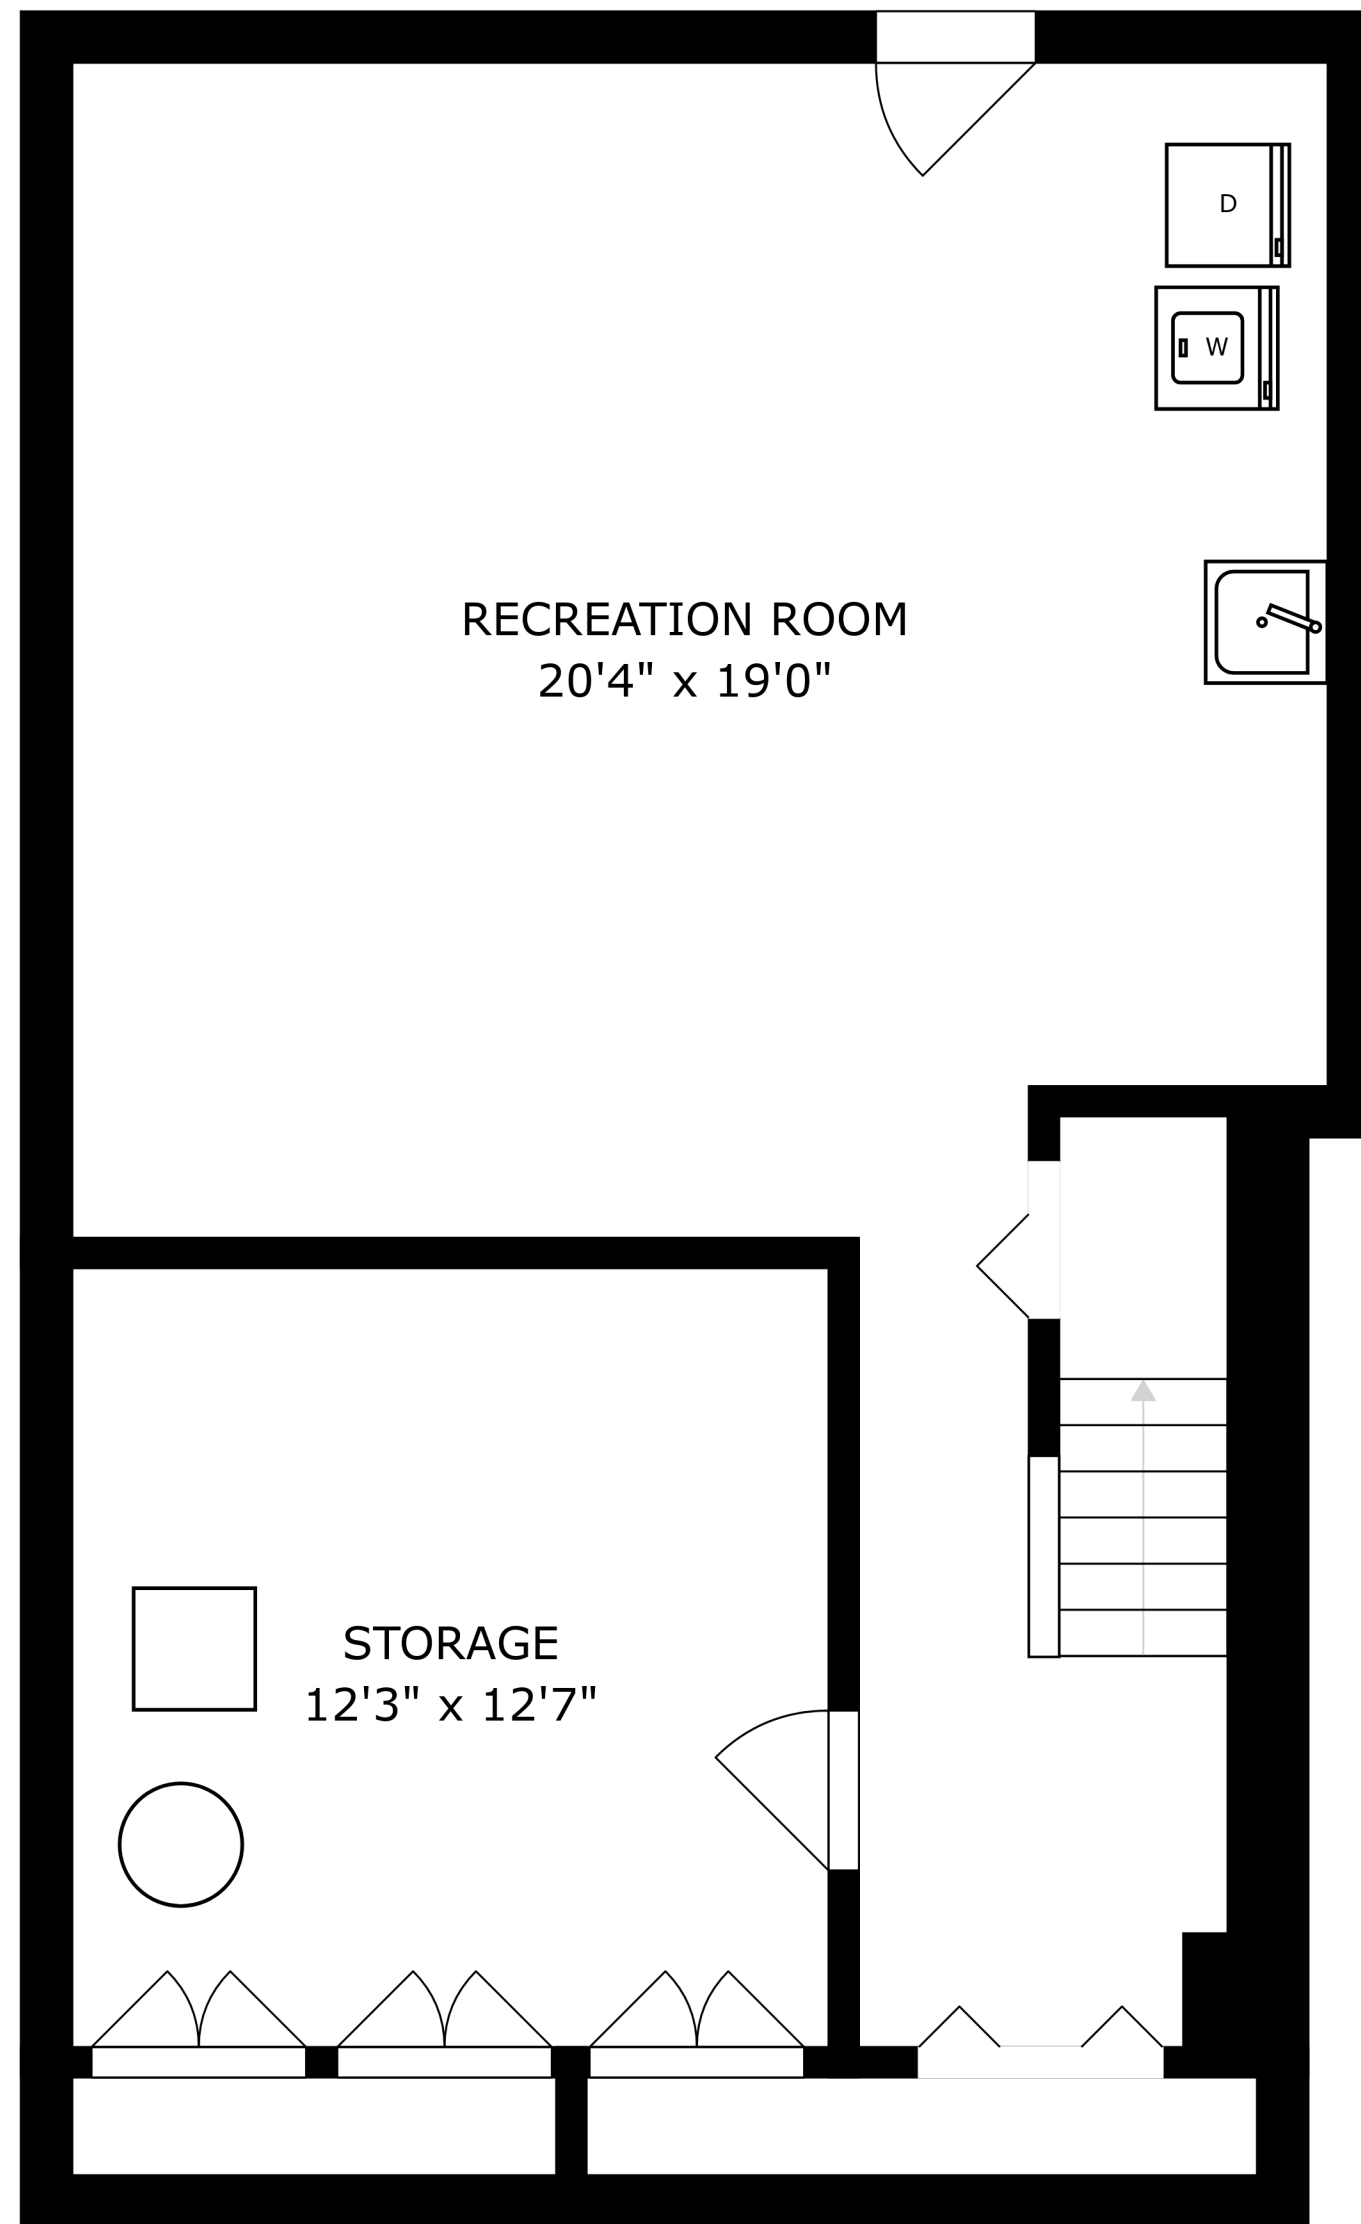 D
W
RECREATION ROOM
20'4" x 19'0"
STORAGE
12'3" x 12'7"